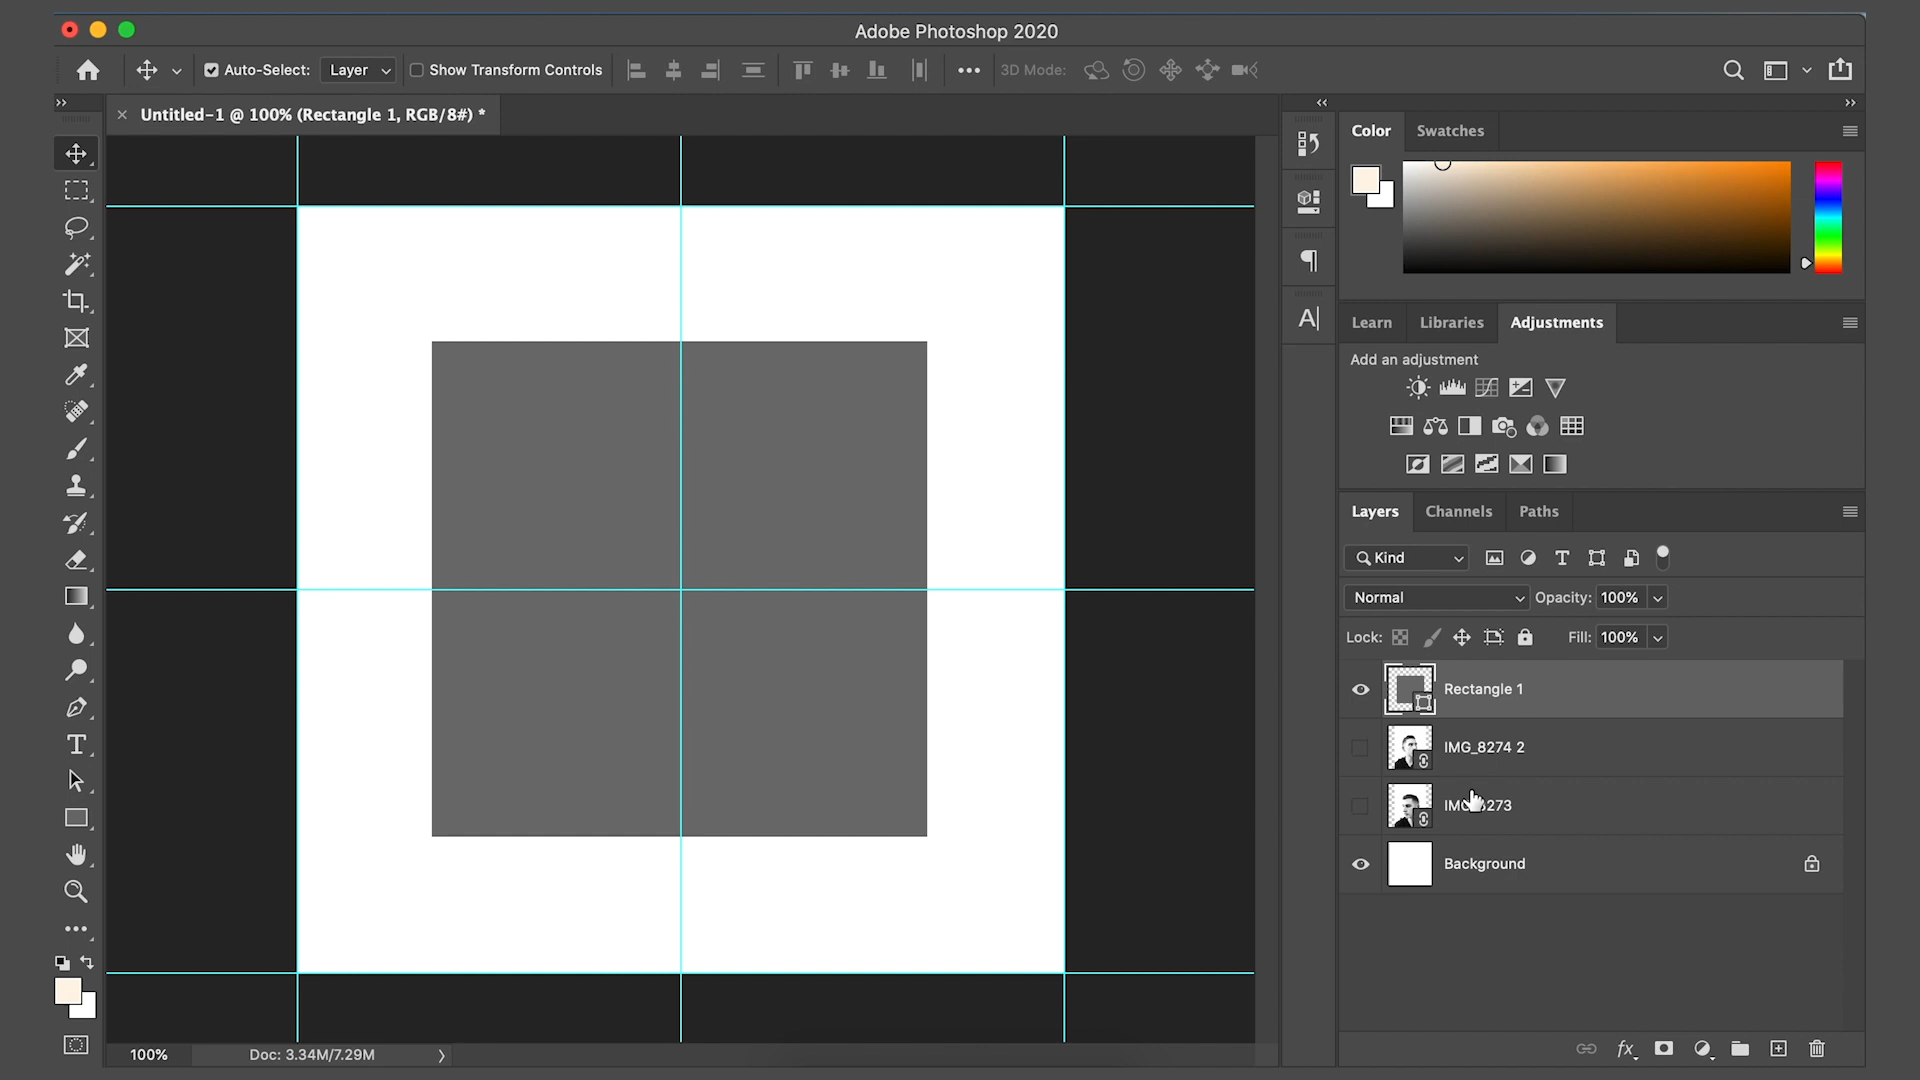 Adobe Photoshop 2020
Auto-Select: Layer Show Transform Controls 3D Mode:
Untitled-1 @ 100% (Rectangle 1, RGB/8#) *
Color Swatches
Learn Libraries Adjustments
Add an adjustment
Layers Channels Paths
Kind
Normal Opacity: 100%
Lock: Fill: 100%
Rectangle 1
IMG_8274 2
Background
100% Doc: 3.34M/7.29M